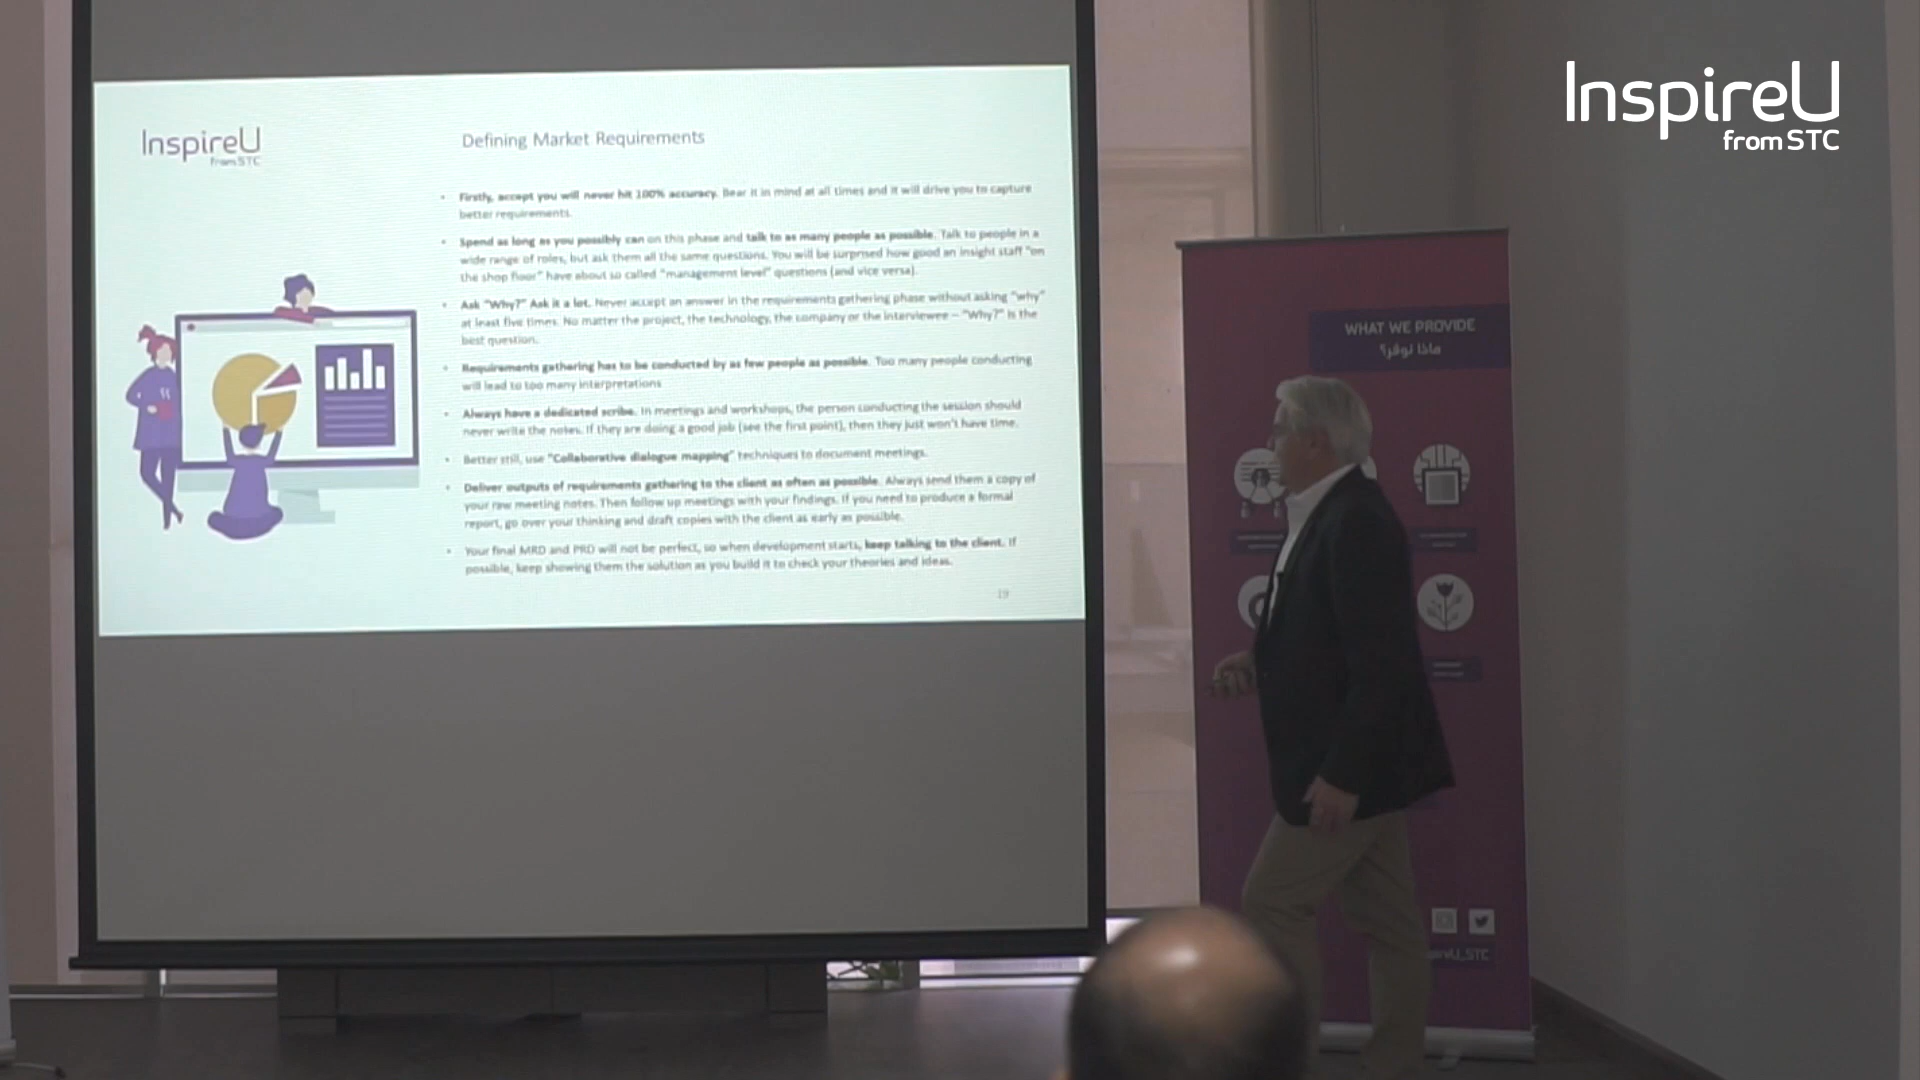 InspireU
from STC
Defining Market Requirements
• Firstly, accept you will never hit 100% accuracy. Bear it in mind at all times and it will drive you to capture
better requirements.
• Spend as long as you possibly can on this phase and talk to as many people as possible. Talk to people in a
wide range of roles, but ask them all the same questions. You will be surprised how good an insight staff "on
the shop floor" have about so called "management level" questions (and vice versa).
• Ask "Why?" Ask it a lot. Never accept an answer in the requirements gathering phase without asking "why"
at least five times. No matter the project, the technology, the company or the interviewee – "Why?" is the
best question.
• Requirements gathering has to be conducted by as few people as possible. Too many people conducting
will lead to too many interpretations
• Always have a dedicated scribe. In meetings and workshops, the person conducting the session should
never write the notes. If they are doing a good job (see the first point), then they just won't have time.
• Better still, use "Collaborative dialogue mapping" techniques to document meetings.
• Deliver outputs of requirements gathering to the client as often as possible. Always send them a copy of
your raw meeting notes. Then follow up meetings with your findings. If you need to produce a formal
report, go over your thinking and draft copies with the client as early as possible.
• Your final MRD and PRD will not be perfect, so when development starts, keep talking to the client. If
possible, keep showing them the solution as you build it to check your theories and ideas.
19
InspireU
from STC
WHAT WE PROVIDE
ماذا نوفر؟